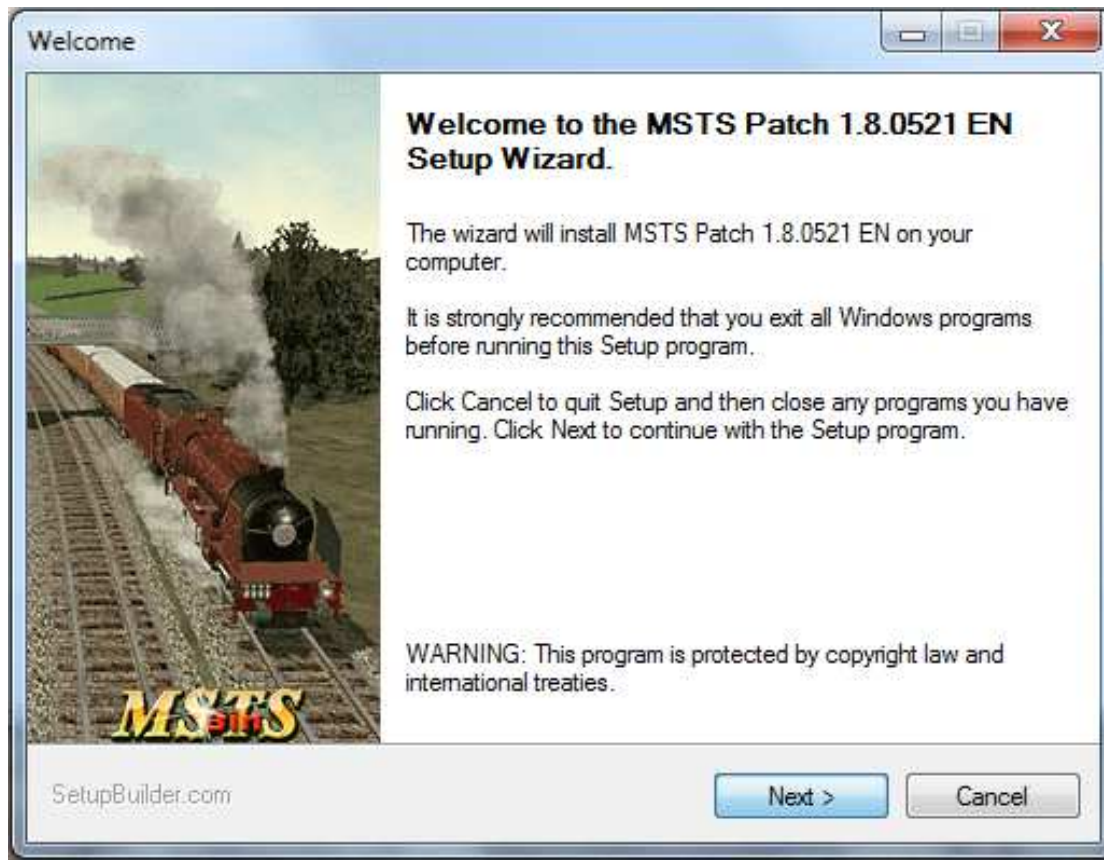 Welcome
Welcome to the MSTS Patch 1.8.0521 EN
Setup Wizard.
The wizard will install MSTS Patch 1.8.0521 EN on your
computer.
It is strongly recommended that you exit all Windows programs
before running this Setup program.
Click Cancel to quit Setup and then close any programs you have
running. Click Next to continue with the Setup program.
WARNING: This program is protected by copyright law and
international treaties.
MSTS
Bin
SetupBuilder.com
Next >
Cancel